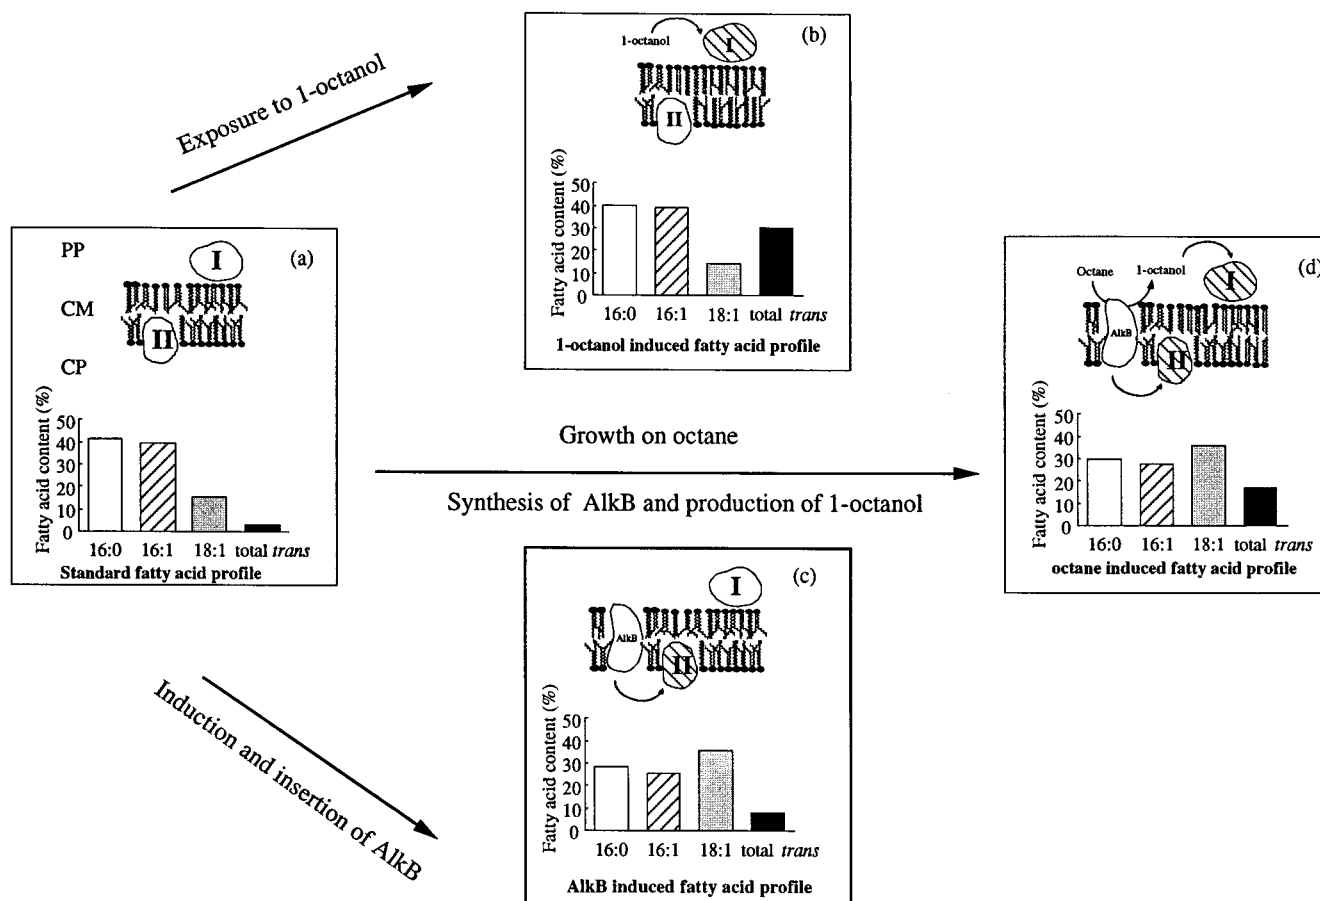 Exposure to 1-octanol
(b)
1-octanol
I
II
Fatty acid content (%)
50
40
30
20
10
0
16:0 16:1 18:1 total trans
1-octanol induced fatty acid profile
PP
CM
CP
I
(a)
II
Fatty acid content (%)
50
40
30
20
10
0
16:0 16:1 18:1 total trans
Standard fatty acid profile
Growth on octane
Synthesis of AlkB and production of 1-octanol
Octane
1-octanol
I
(d)
AlkB
II
Fatty acid content (%)
50
40
30
20
10
0
16:0 16:1 18:1 total trans
octane induced fatty acid profile
Induction and insertion of AlkB
(c)
I
AlkB
II
Fatty acid content (%)
50
40
30
20
10
0
16:0 16:1 18:1 total trans
AlkB induced fatty acid profile